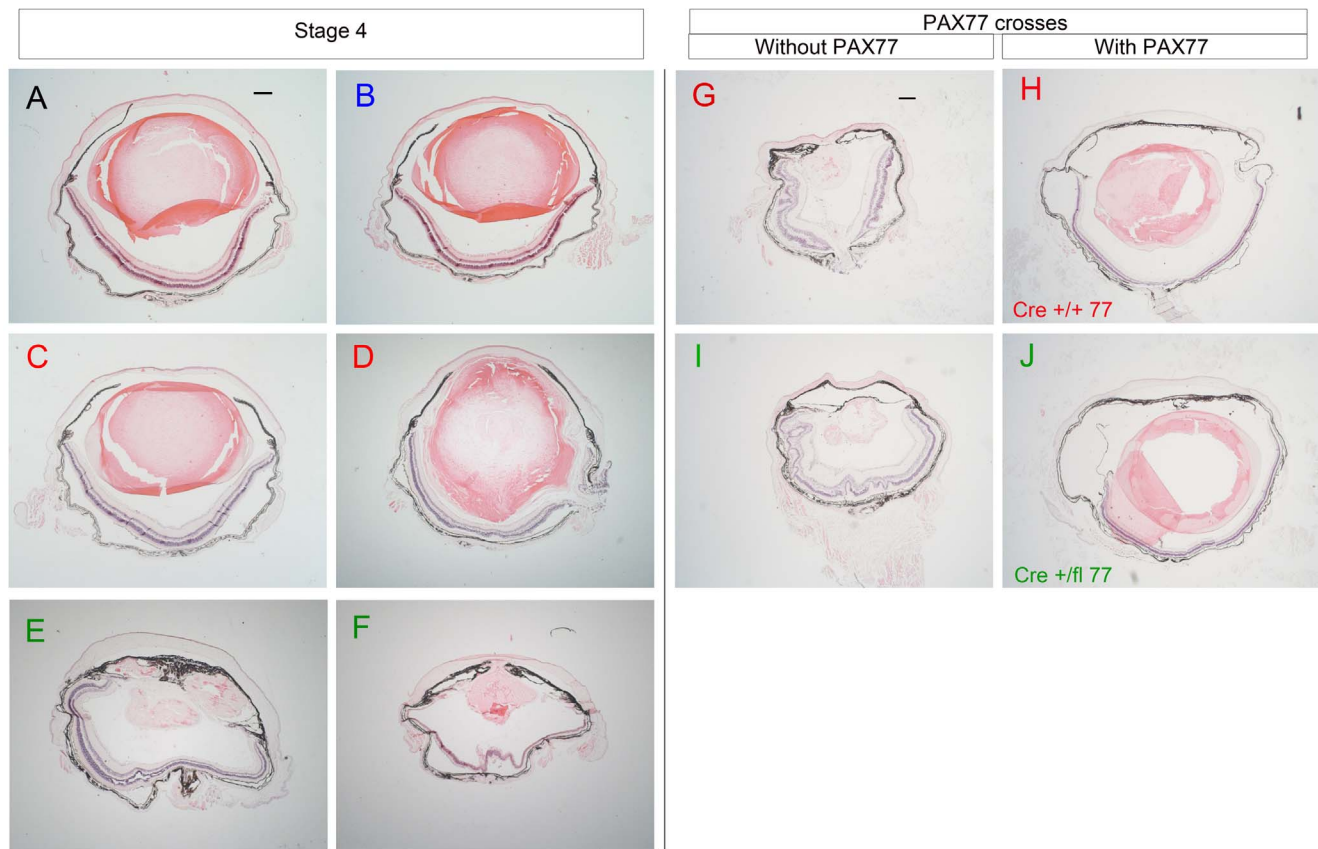 Stage 4
PAX77 crosses
Without PAX77
With PAX77
A
B
G
H
Cre +/+ 77
C
D
I
J
Cre +/fl 77
E
F